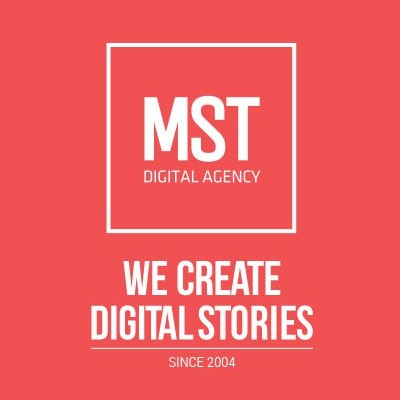 MST
DIGITAL AGENCY
WE CREATE
DIGITAL STORIES
SINCE 2004